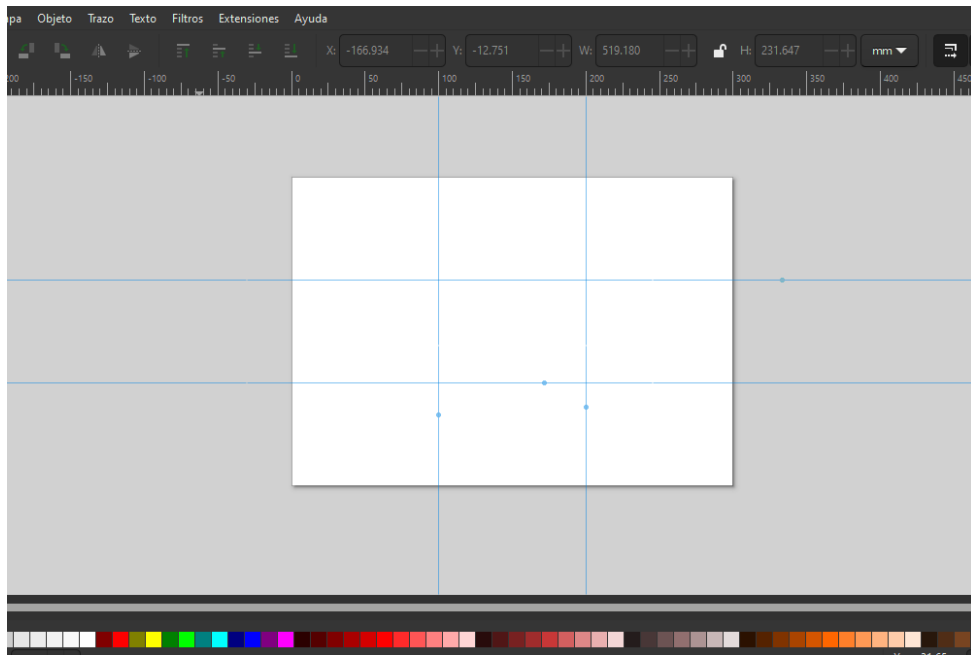 pa Objeto Trazo Texto Filtros Extensiones Ayuda
X: -166.934 Y: -12.751 W: 519.180 H: 231.647 mm
200 -150 -100 -50 0 50 100 150 200 250 300 350 400 450